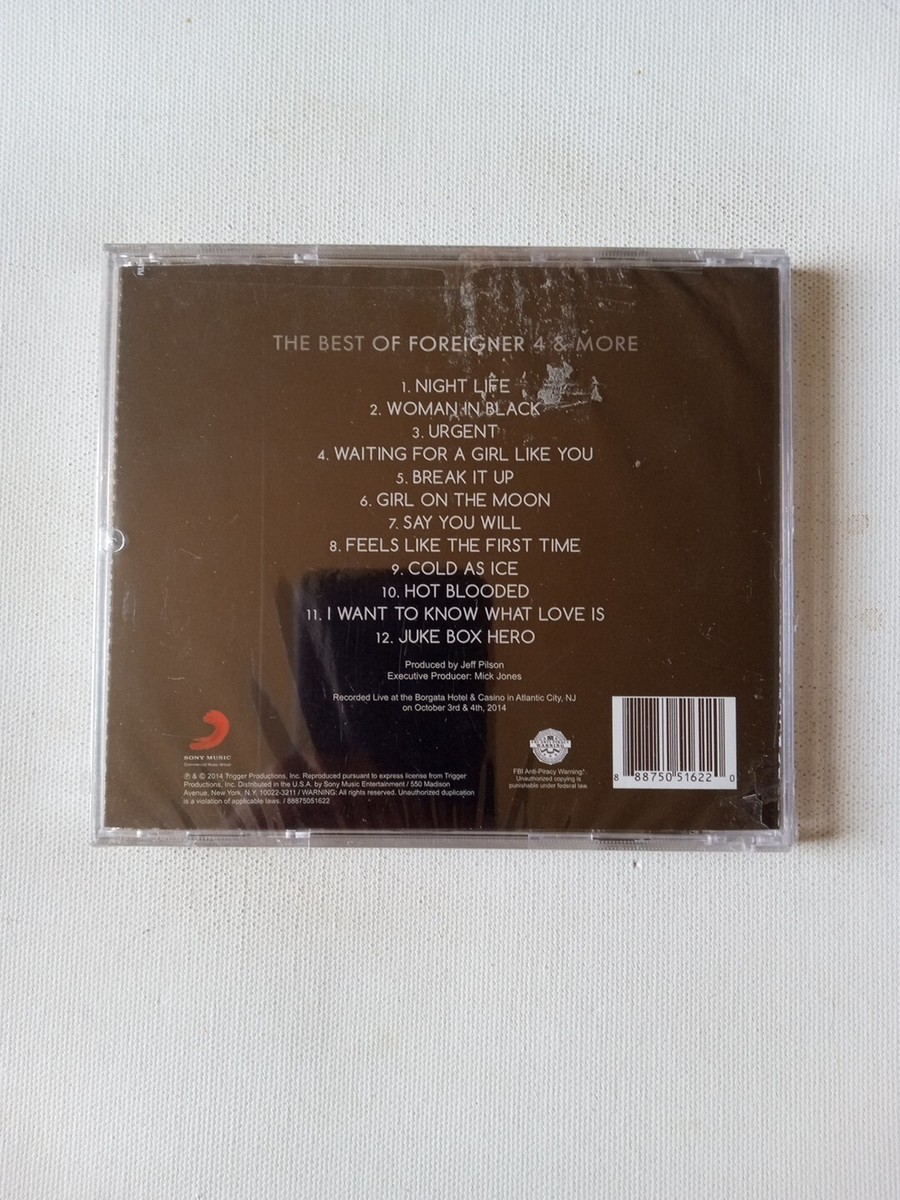 THE BEST OF FOREIGNER 4 & MORE
1. NIGHT LIFE
2. WOMAN IN BLACK
3. URGENT
4. WAITING FOR A GIRL LIKE YOU
5. BREAK IT UP
6. GIRL ON THE MOON
7. SAY YOU WILL
8. FEELS LIKE THE FIRST TIME
9. COLD AS ICE
10. HOT BLOODED
11. I WANT TO KNOW WHAT LOVE IS
12. JUKE BOX HERO
Produced by Jeff Pilson
Executive Producer: Mick Jones
Recorded Live at the Borgata Hotel & Casino in Atlantic City, NJ
on October 3rd & 4th, 2014
SONY MUSIC
Commercial Music Group
℗ & © 2014 Trigger Productions, Inc. Reproduced pursuant to express license from Trigger
Productions, Inc. Distributed in the U.S.A. by Sony Music Entertainment / 550 Madison
Avenue, New York, N.Y. 10022-3211 / WARNING: All rights reserved. Unauthorized duplication
is a violation of applicable laws. / 88875051622
WARNING
FBI Anti-Piracy Warning:
Unauthorized copying is
punishable under federal law.
8 88750 51622 0